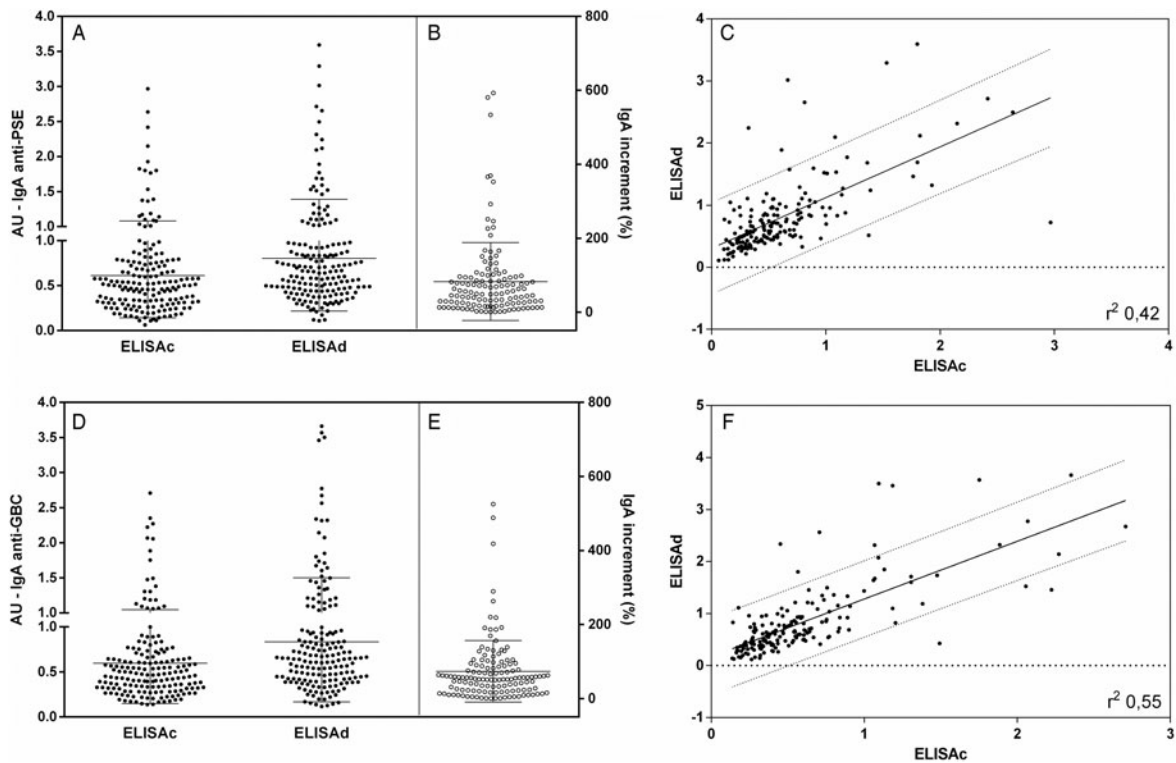 A
B
AU - IgA anti-PSE
4.0
3.5
3.0
2.5
2.0
1.5
1.0
1.0
0.5
0.0
ELISAc
ELISAd
800
600
400
200
0
IgA increment (%)
C
ELISAd
4
3
2
1
0
-1
0
1
2
3
4
ELISAc
r² 0,42
D
E
AU - IgA anti-GBC
4.0
3.5
3.0
2.5
2.0
1.5
1.0
1.0
0.5
0.0
ELISAc
ELISAd
800
600
400
200
0
IgA increment (%)
F
ELISAd
5
4
3
2
1
0
-1
0
1
2
3
ELISAc
r² 0,55